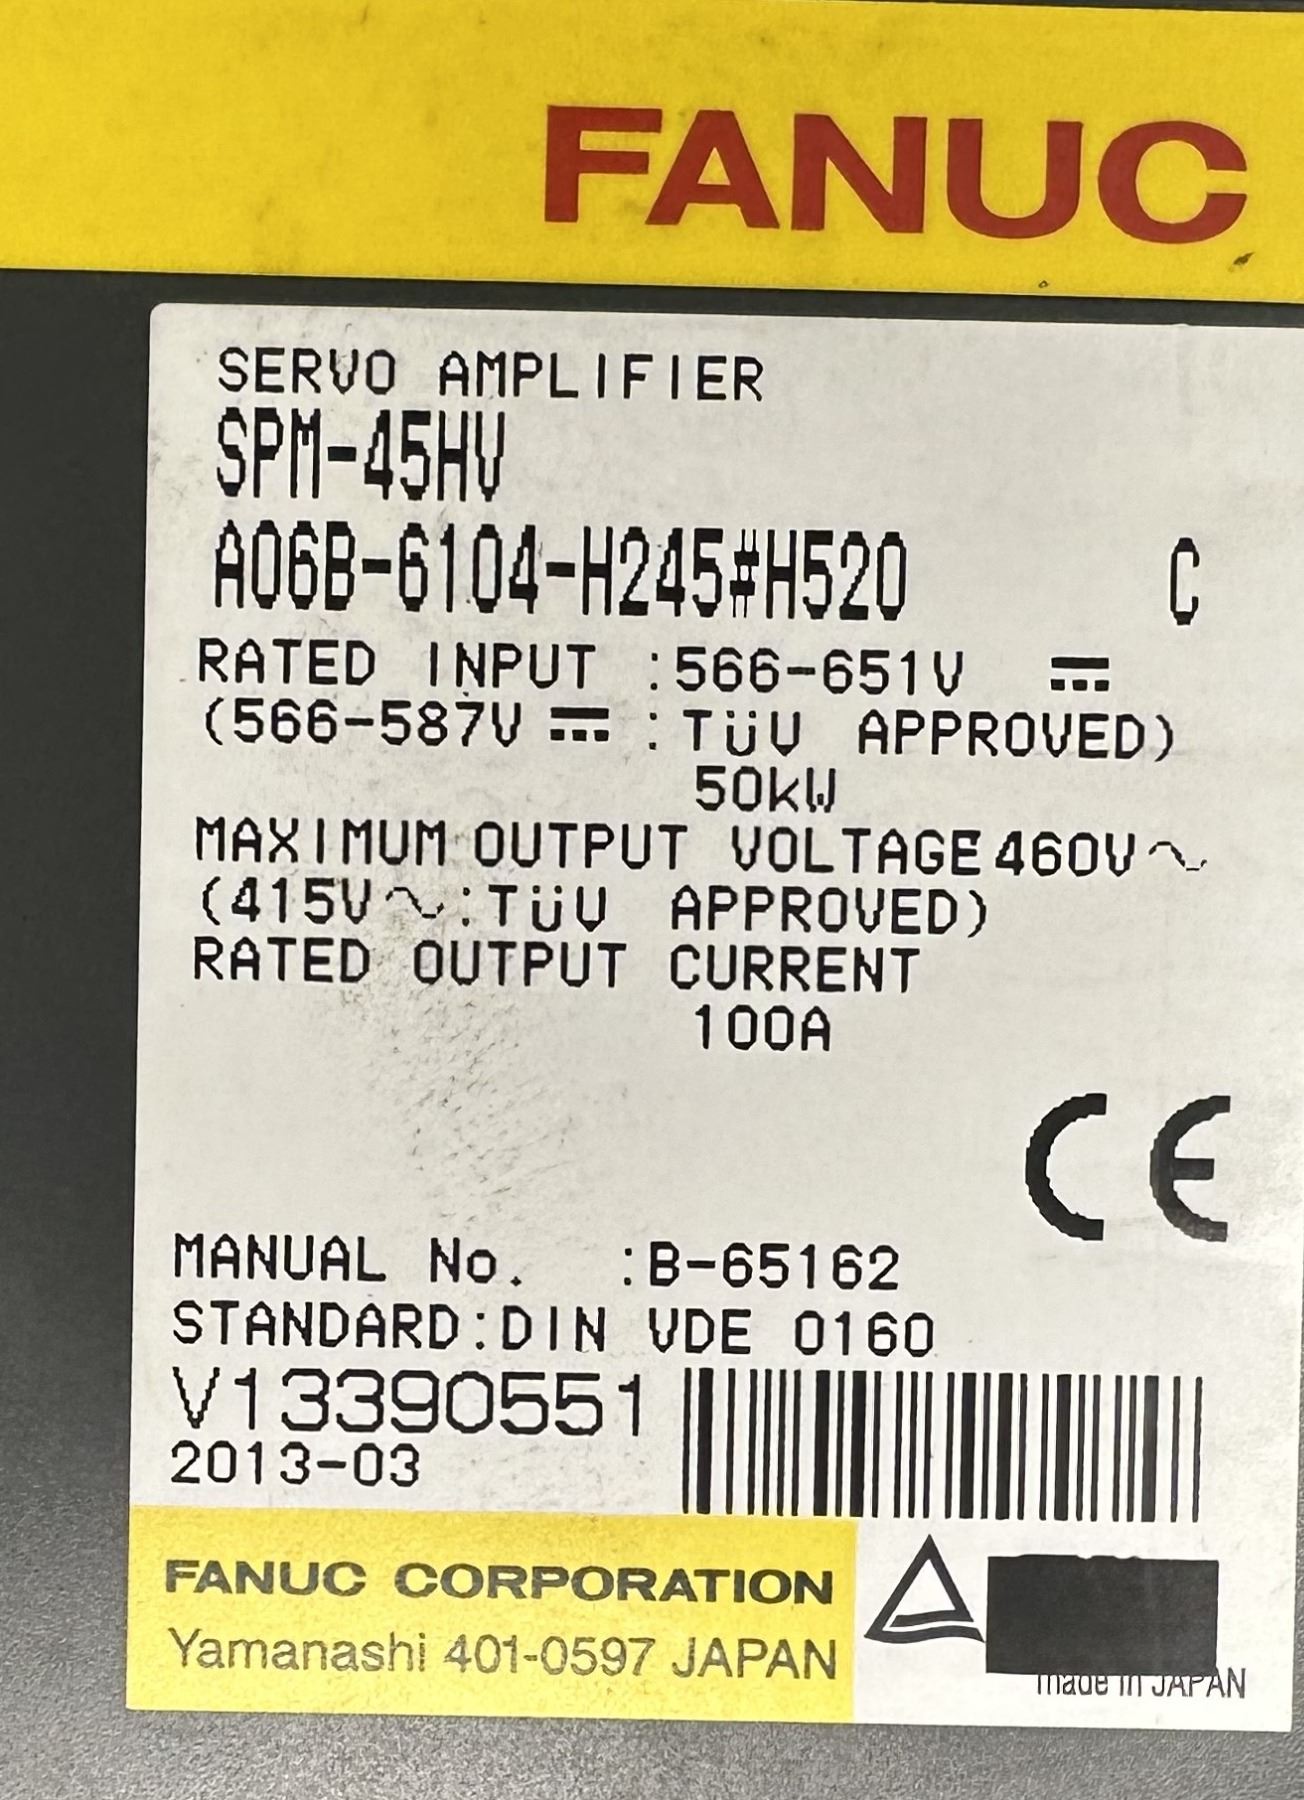 FANUC
SERVO AMPLIFIER
SPM-45HV
A06B-6104-H245#H520 C
RATED INPUT :566-651V ⎓
(566-587V ⎓ :TüV APPROVED)
50kW
MAXIMUM OUTPUT VOLTAGE 460V~
(415V~:TüV APPROVED)
RATED OUTPUT CURRENT
100A
CE
MANUAL No. :B-65162
STANDARD:DIN VDE 0160
V13390551
2013-03
FANUC CORPORATION
Yamanashi 401-0597 JAPAN
made in JAPAN